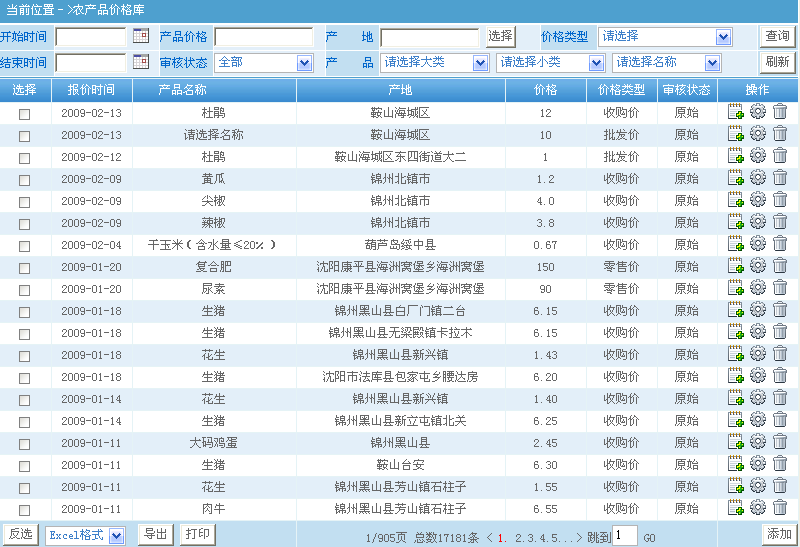 当前位置－>农产品价格库
开始时间 产品价格 产 地 选择 价格类型 请选择 查询
结束时间 审核状态 全部 产 品 请选择大类 请选择小类 请选择名称 刷新
选择 报价时间 产品名称 产地 价格 价格类型 审核状态 操作
2009-02-13 杜鹃 鞍山海城区 12 收购价 原始
2009-02-13 请选择名称 鞍山海城区 10 批发价 原始
2009-02-12 杜鹃 鞍山海城区东四街道大二 1 批发价 原始
2009-02-09 黄瓜 锦州北镇市 1.2 收购价 原始
2009-02-09 尖椒 锦州北镇市 4.0 收购价 原始
2009-02-09 辣椒 锦州北镇市 3.8 收购价 原始
2009-02-04 干玉米（含水量≤20%） 葫芦岛绥中县 0.67 收购价 原始
2009-01-20 复合肥 沈阳康平县海洲窝堡乡海洲窝堡 150 零售价 原始
2009-01-20 尿素 沈阳康平县海洲窝堡乡海洲窝堡 90 零售价 原始
2009-01-18 生猪 锦州黑山县白厂门镇二台 6.15 收购价 原始
2009-01-18 生猪 锦州黑山县无梁殿镇卡拉木 6.15 收购价 原始
2009-01-18 花生 锦州黑山县新兴镇 1.43 收购价 原始
2009-01-18 生猪 沈阳市法库县包家屯乡腰达房 6.20 收购价 原始
2009-01-14 花生 锦州黑山县新兴镇 1.40 收购价 原始
2009-01-14 生猪 锦州黑山县新立屯镇北关 6.25 收购价 原始
2009-01-11 大码鸡蛋 锦州黑山县 2.45 收购价 原始
2009-01-11 生猪 鞍山台安 6.30 收购价 原始
2009-01-11 花生 锦州黑山县芳山镇石柱子 1.55 收购价 原始
2009-01-11 肉牛 锦州黑山县芳山镇石柱子 6.55 收购价 原始
反选 Excel格式 导出 打印 1/905页 总数17181条 < 1. 2.3.4.5...> 跳到 1 GO 添加